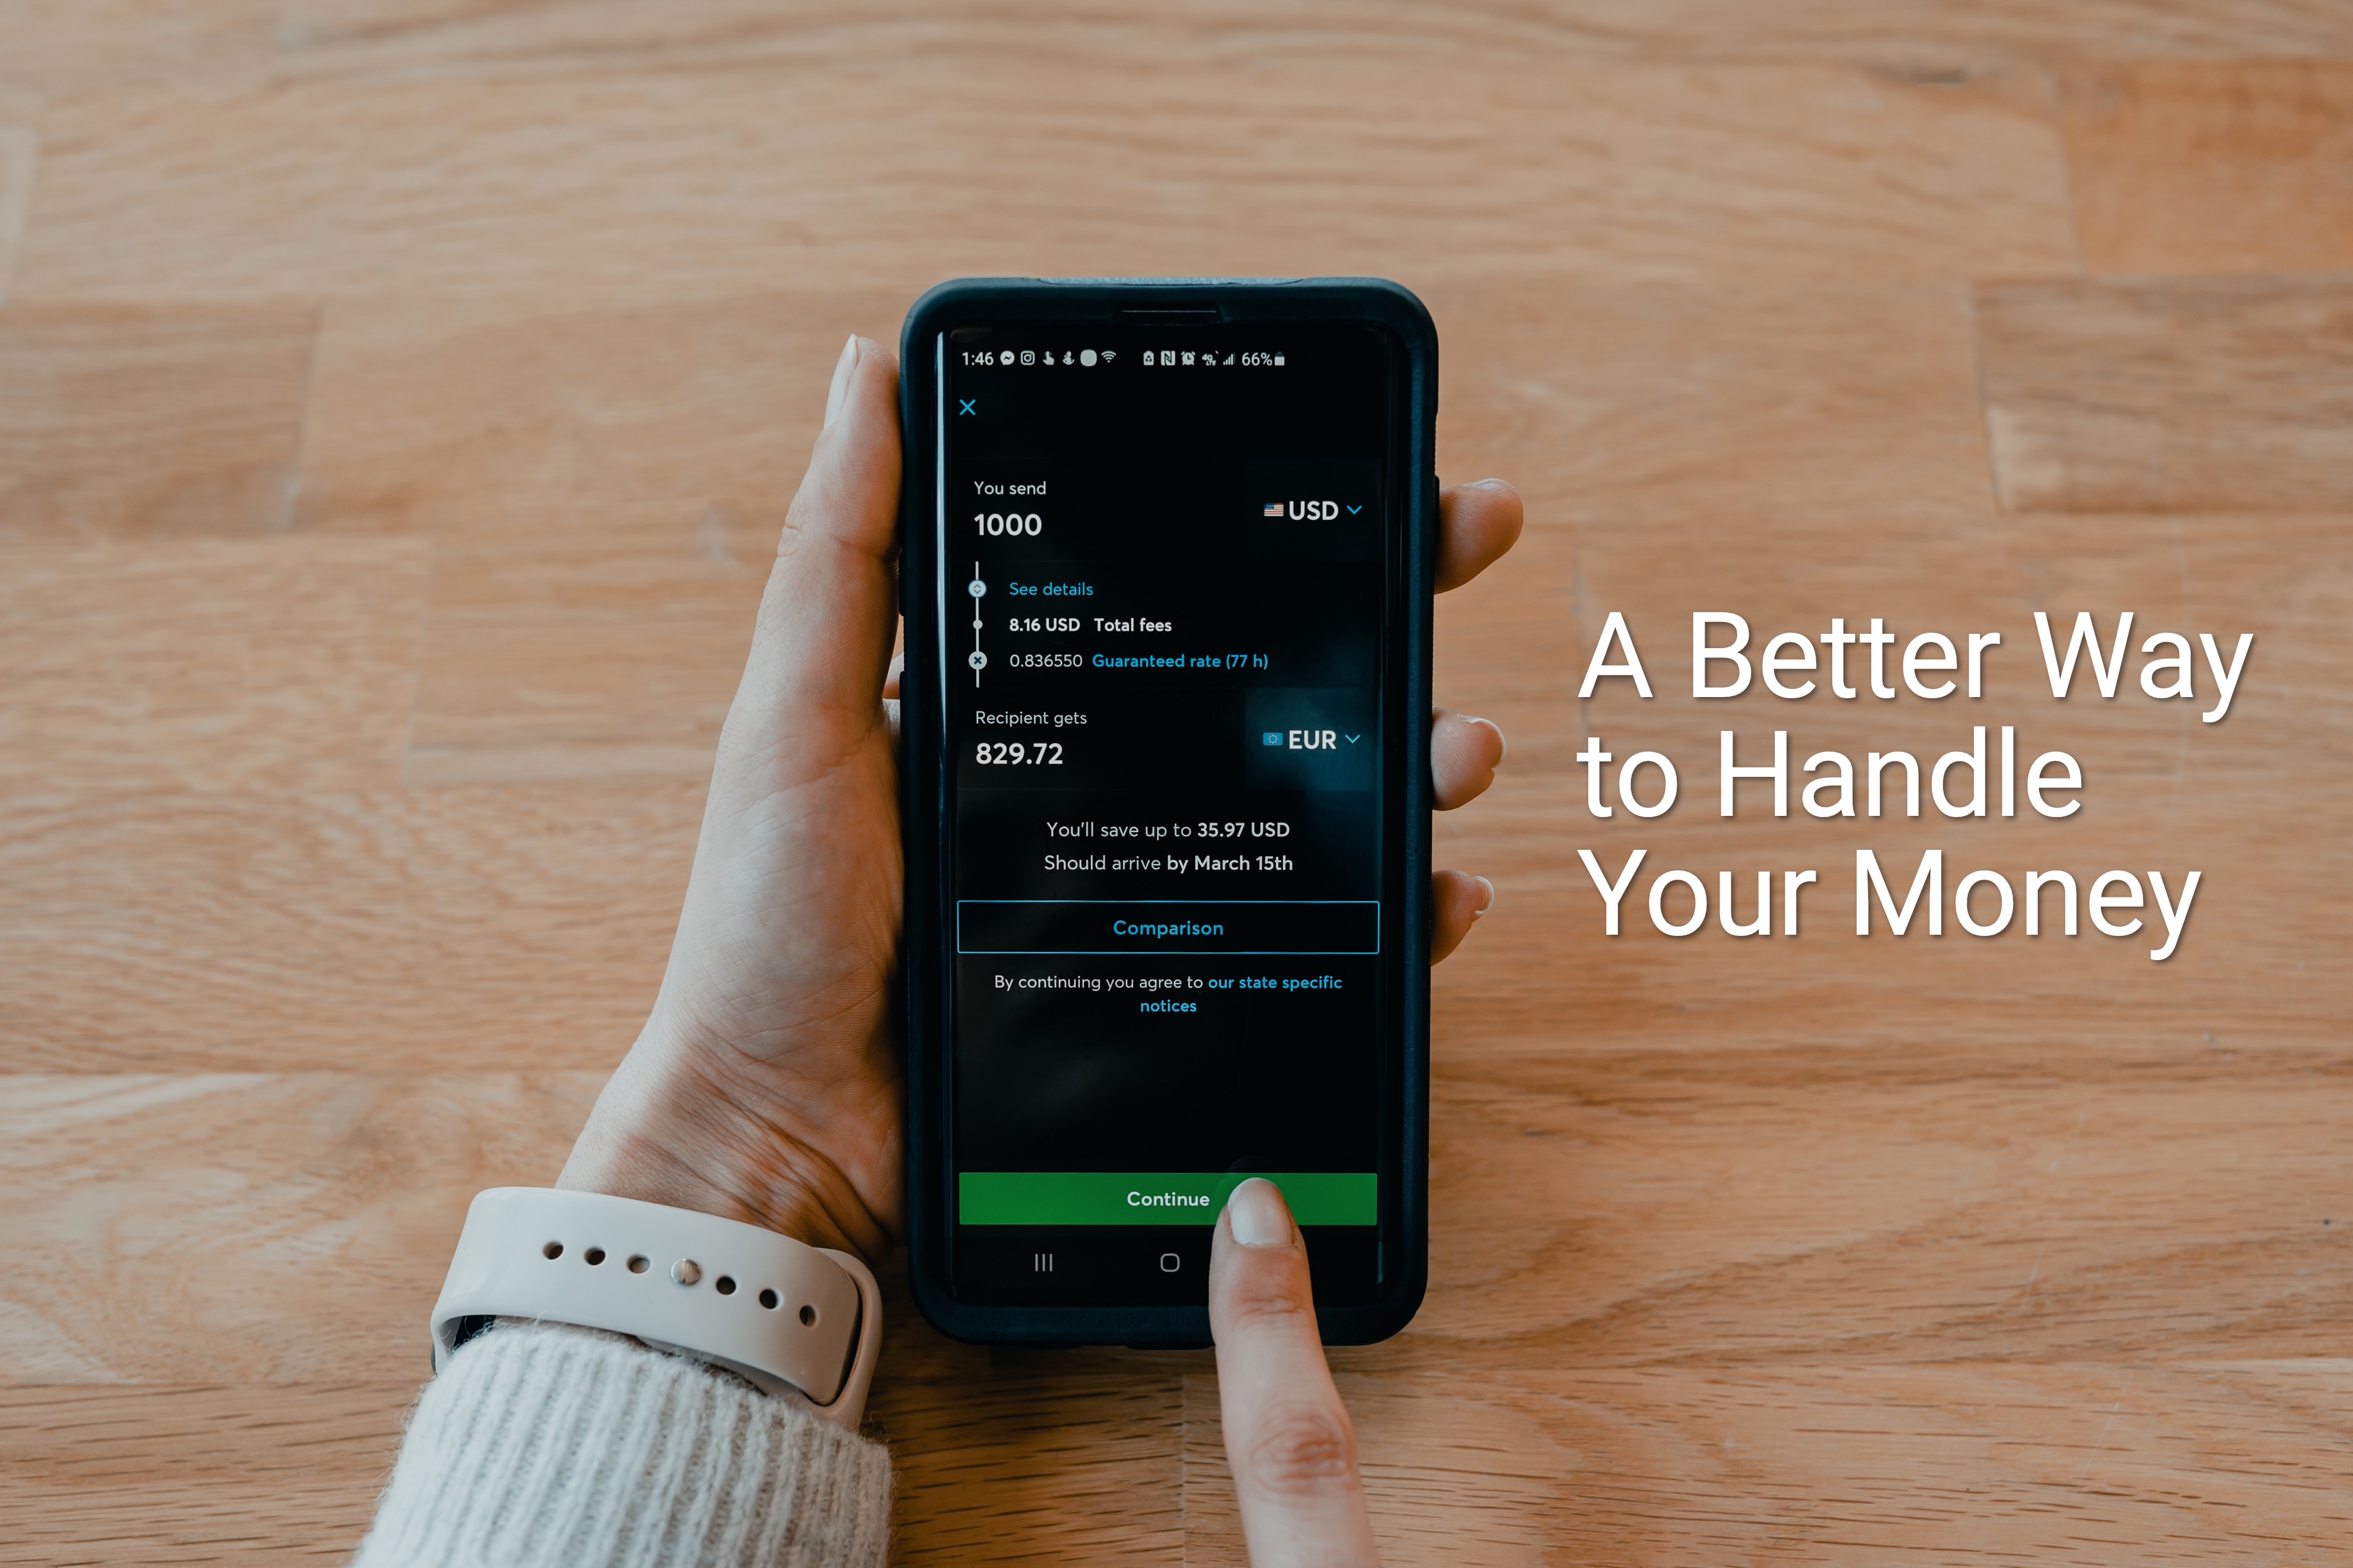 1:46 66%
You send
1000
USD
See details
8.16 USD Total fees
0.836550 Guaranteed rate (77 h)
Recipient gets
829.72
EUR
You'll save up to 35.97 USD
Should arrive by March 15th
Comparison
By continuing you agree to our state specific
notices
Continue
A Better Way
to Handle
Your Money